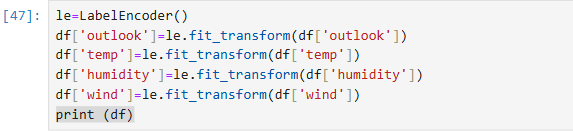 [47]: le=LabelEncoder()
df['outlook']=le.fit_transform(df['outlook'])
df['temp']=le.fit_transform(df['temp'])
df['humidity']=le.fit_transform(df['humidity'])
df['wind']=le.fit_transform(df['wind'])
print (df)